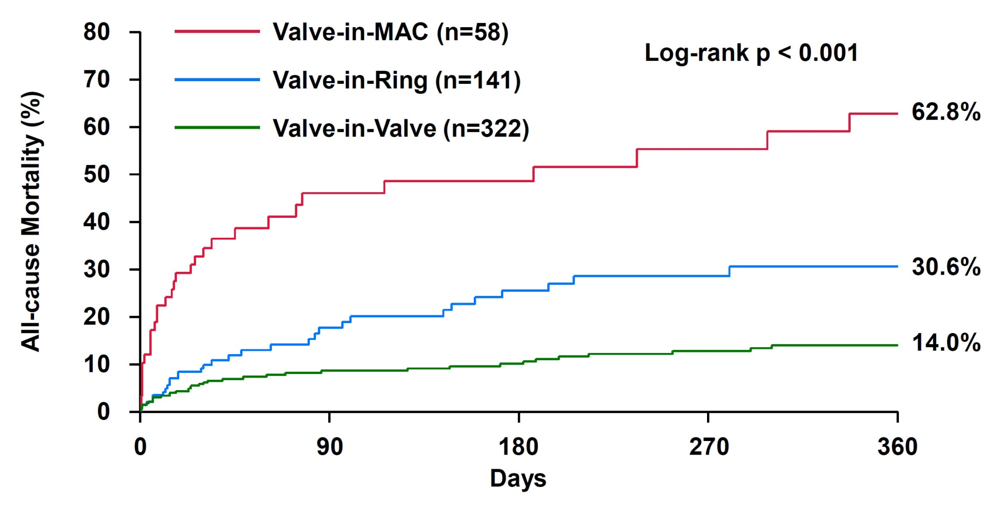 Valve-in-MAC (n=58)
Valve-in-Ring (n=141)
Valve-in-Valve (n=322)
Log-rank p < 0.001
All-cause Mortality (%)
80
70
60
50
40
30
20
10
0
62.8%
30.6%
14.0%
0 90 180 270 360
Days